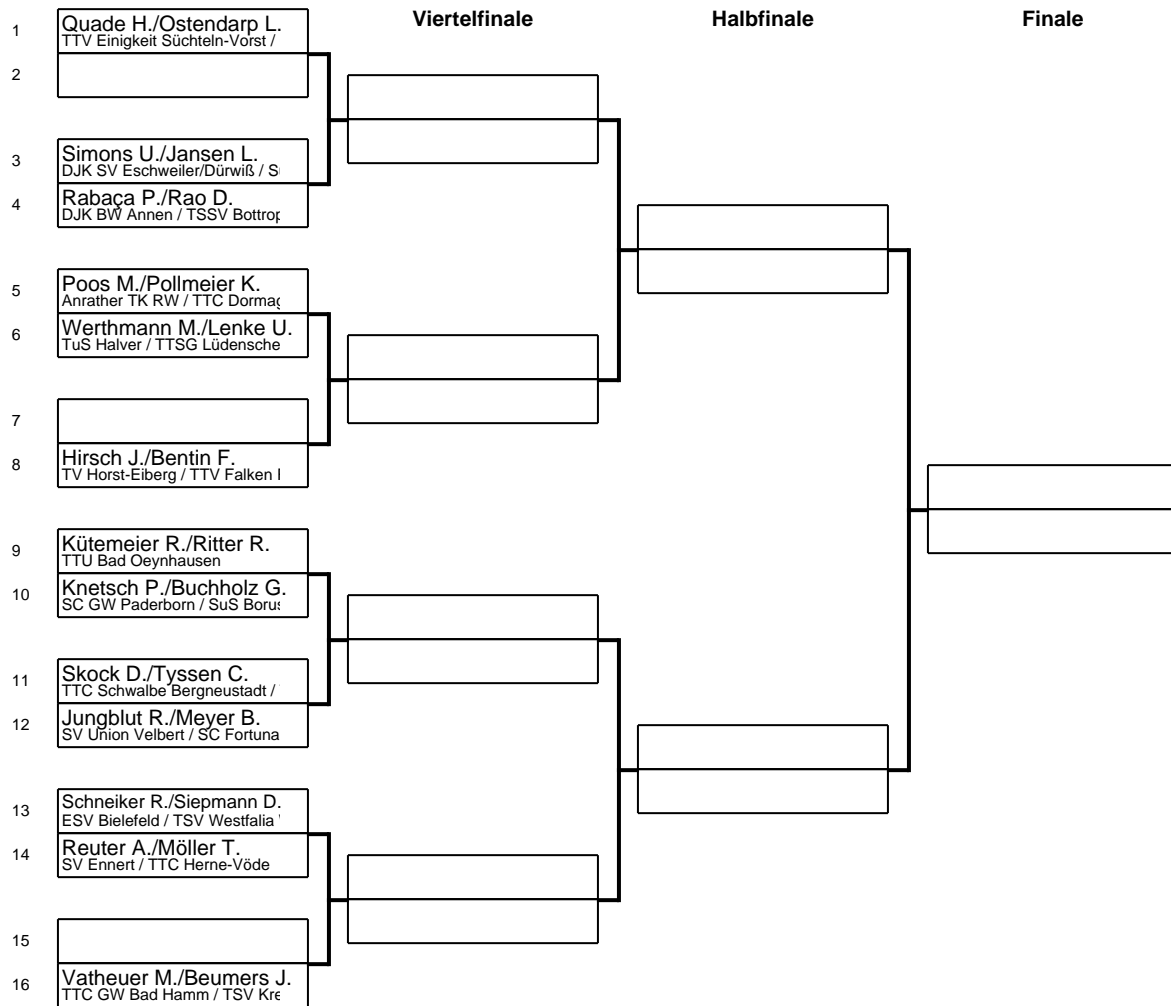 Viertelfinale Halbfinale Finale
1 Quade H./Ostendarp L.
TTV Einigkeit Süchteln-Vorst /
2
3 Simons U./Jansen L.
DJK SV Eschweiler/Dürwiß /
4 Rabaça P./Rao D.
DJK BW Annen / TSSV Bottrop
5 Poos M./Pollmeier K.
Anrather TK RW / TTC
6 Werthmann M./Lenke U.
TuS Halver / TTSG Lüdensche
7
8 Hirsch J./Bentin F.
TV Horst-Eiberg / TTV Falken
9 Kütemeier R./Ritter R.
TTU Bad Oeynhausen
10 Knetsch P./Buchholz G.
SC GW Paderborn / SuS
11 Skock D./Tyssen C.
TTC Schwalbe Bergneustadt /
12 Jungblut R./Meyer B.
SV Union Velbert / SC Fortuna
13 Schneiker R./Siepmann D.
ESV Bielefeld / TSV Westfalia
14 Reuter A./Möller T.
SV Ennert / TTC Herne-Vöde
15
16 Vatheuer M./Beumers J.
TTC GW Bad Hamm / TSV Kre